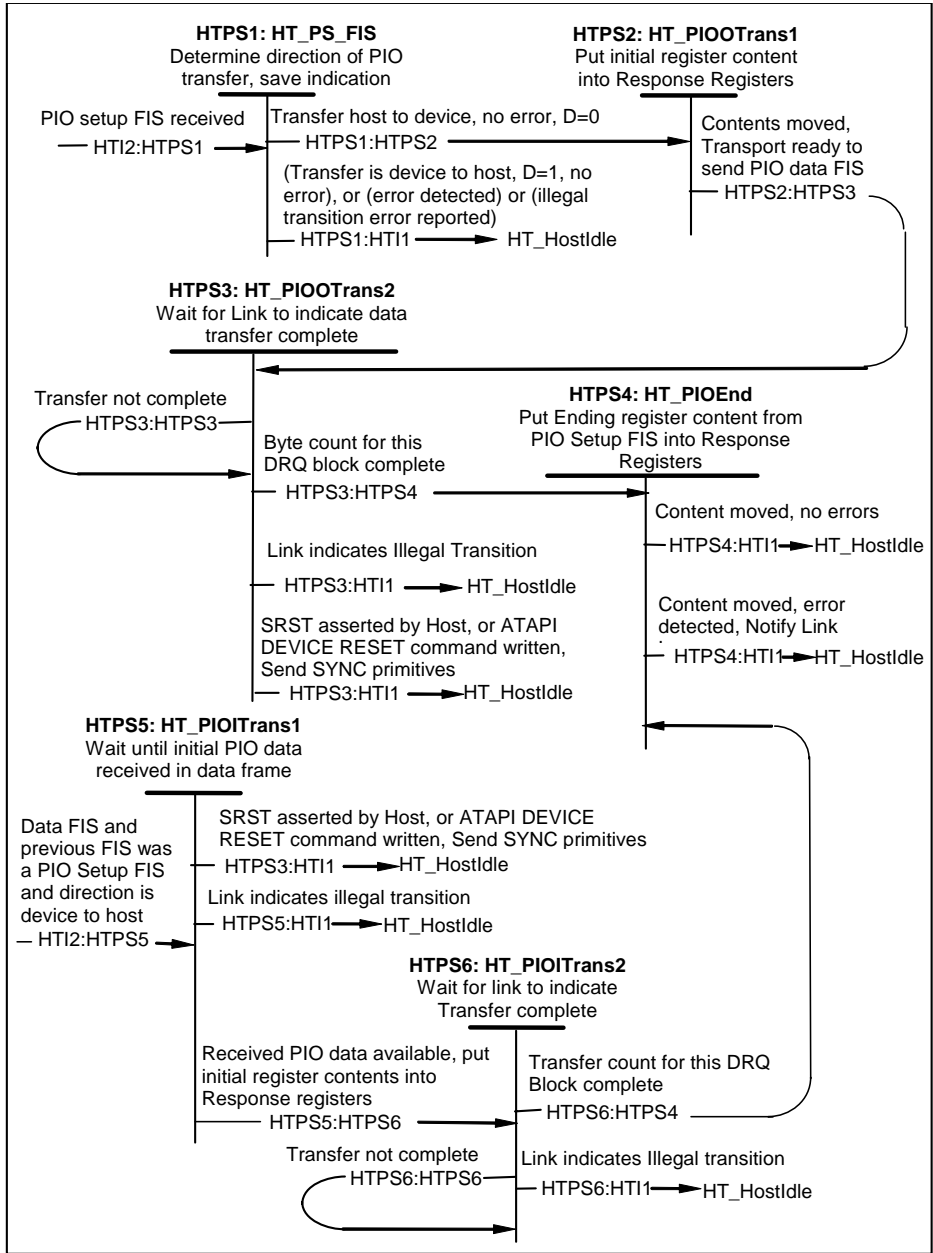 HTPS1: HT_PS_FIS
Determine direction of PIO
transfer, save indication
HTPS2: HT_PIOOTrans1
Put initial register content
into Response Registers
PIO setup FIS received
HTI2:HTPS1
Transfer host to device, no error, D=0
HTPS1:HTPS2
(Transfer is device to host, D=1, no
error), or (error detected) or (illegal
transition error reported)
HTPS1:HTI1
HT_HostIdle
Contents moved,
Transport ready to
send PIO data FIS
HTPS2:HTPS3
HTPS3: HT_PIOOTrans2
Wait for Link to indicate data
transfer complete
Transfer not complete
HTPS3:HTPS3
Byte count for this
DRQ block complete
HTPS3:HTPS4
Link indicates Illegal Transition
HTPS3:HTI1
HT_HostIdle
SRST asserted by Host, or ATAPI
DEVICE RESET command written,
Send SYNC primitives
HTPS3:HTI1
HT_HostIdle
HTPS4: HT_PIOEnd
Put Ending register content from
PIO Setup FIS into Response
Registers
Content moved, no errors
HTPS4:HTI1
HT_HostIdle
Content moved, error
detected, Notify Link
.
HTPS4:HTI1
HT_HostIdle
HTPS5: HT_PIOITrans1
Wait until initial PIO data
received in data frame
Data FIS and
previous FIS was
a PIO Setup FIS
and direction is
device to host
HTI2:HTPS5
SRST asserted by Host, or ATAPI DEVICE
RESET command written, Send SYNC primitives
HTPS3:HTI1
HT_HostIdle
Link indicates illegal transition
HTPS5:HTI1
HT_HostIdle
Received PIO data available, put
initial register contents into
Response registers
HTPS5:HTPS6
HTPS6: HT_PIOITrans2
Wait for link to indicate
Transfer complete
Transfer count for this DRQ
Block complete
HTPS6:HTPS4
Transfer not complete
HTPS6:HTPS6
Link indicates Illegal transition
HTPS6:HTI1
HT_HostIdle